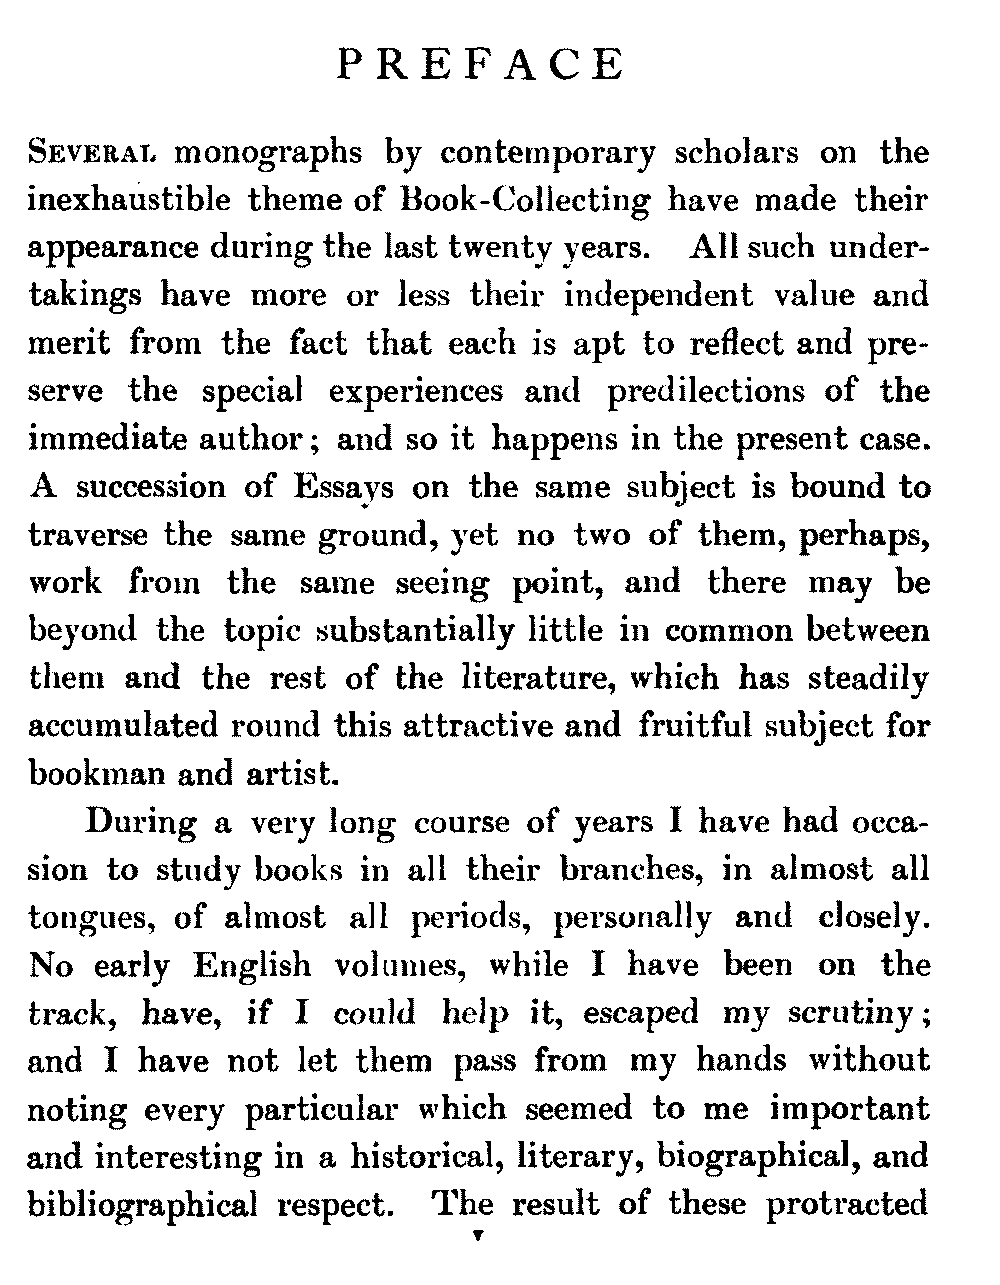 PREFACE
SEVERAL monographs by contemporary scholars on the
inexhaustible theme of Book-Collecting have made their
appearance during the last twenty years. All such under-
takings have more or less their independent value and
merit from the fact that each is apt to reflect and pre-
serve the special experiences and predilections of the
immediate author; and so it happens in the present case.
A succession of Essays on the same subject is bound to
traverse the same ground, yet no two of them, perhaps,
work from the same seeing point, and there may be
beyond the topic substantially little in common between
them and the rest of the literature, which has steadily
accumulated round this attractive and fruitful subject for
bookman and artist.
During a very long course of years I have had occa-
sion to study books in all their branches, in almost all
tongues, of almost all periods, personally and closely.
No early English volumes, while I have been on the
track, have, if I could help it, escaped my scrutiny;
and I have not let them pass from my hands without
noting every particular which seemed to me important
and interesting in a historical, literary, biographical, and
bibliographical respect. The result of these protracted
v